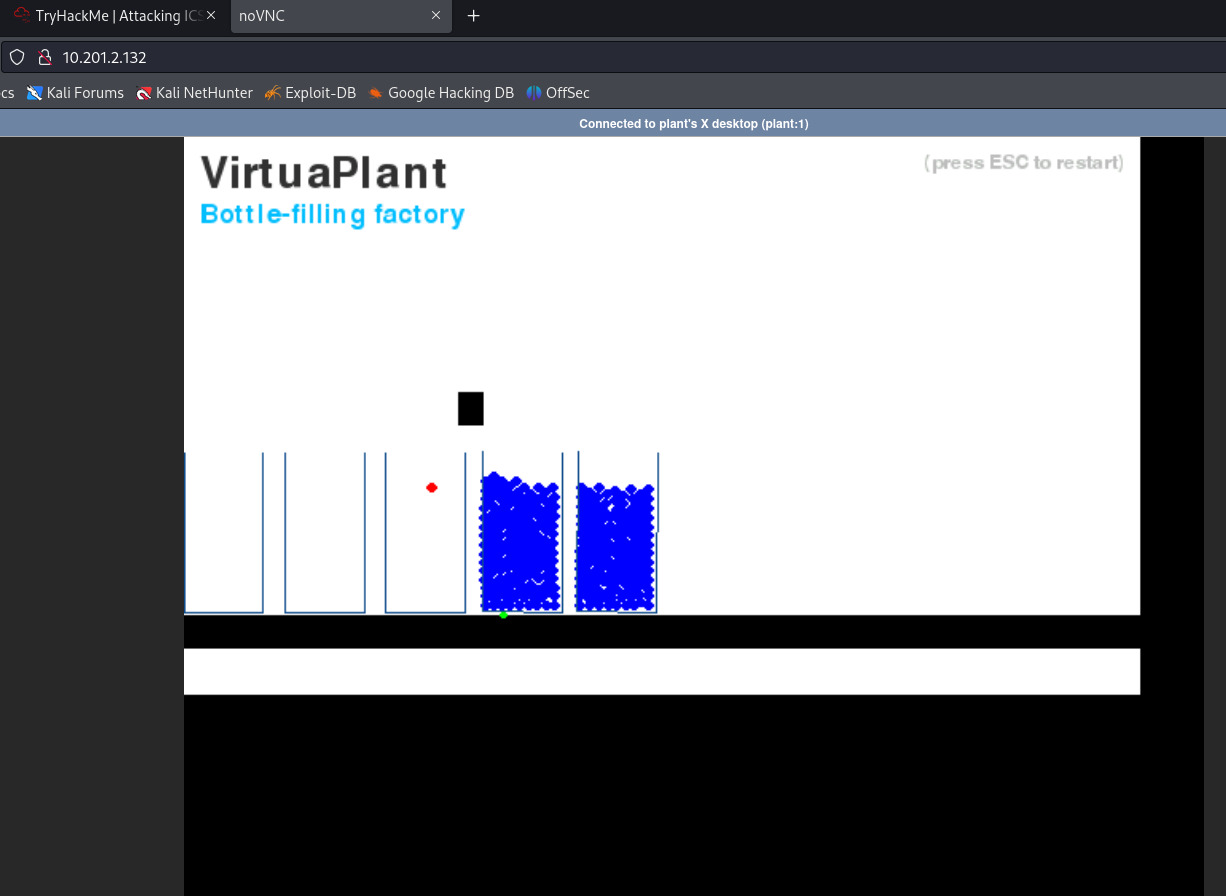 TryHackMe | Attacking ICS
noVNC
10.201.2.132
cs Kali Forums Kali NetHunter Exploit-DB Google Hacking DB OffSec
Connected to plant's X desktop (plant:1)
VirtuaPlant
(press ESC to restart)
Bottle-filling factory